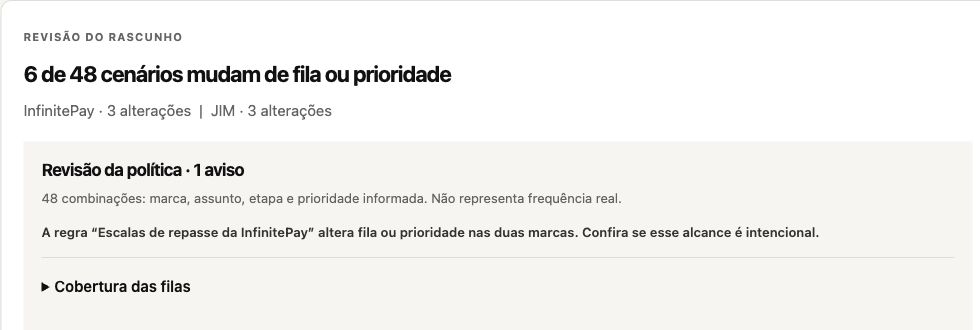 REVISÃO DO RASCUNHO
6 de 48 cenários mudam de fila ou prioridade
InfinitePay · 3 alterações | JIM · 3 alterações
Revisão da política · 1 aviso
48 combinações: marca, assunto, etapa e prioridade informada. Não representa frequência real.
A regra “Escalas de repasse da InfinitePay” altera fila ou prioridade nas duas marcas. Confira se esse alcance é intencional.
▶ Cobertura das filas